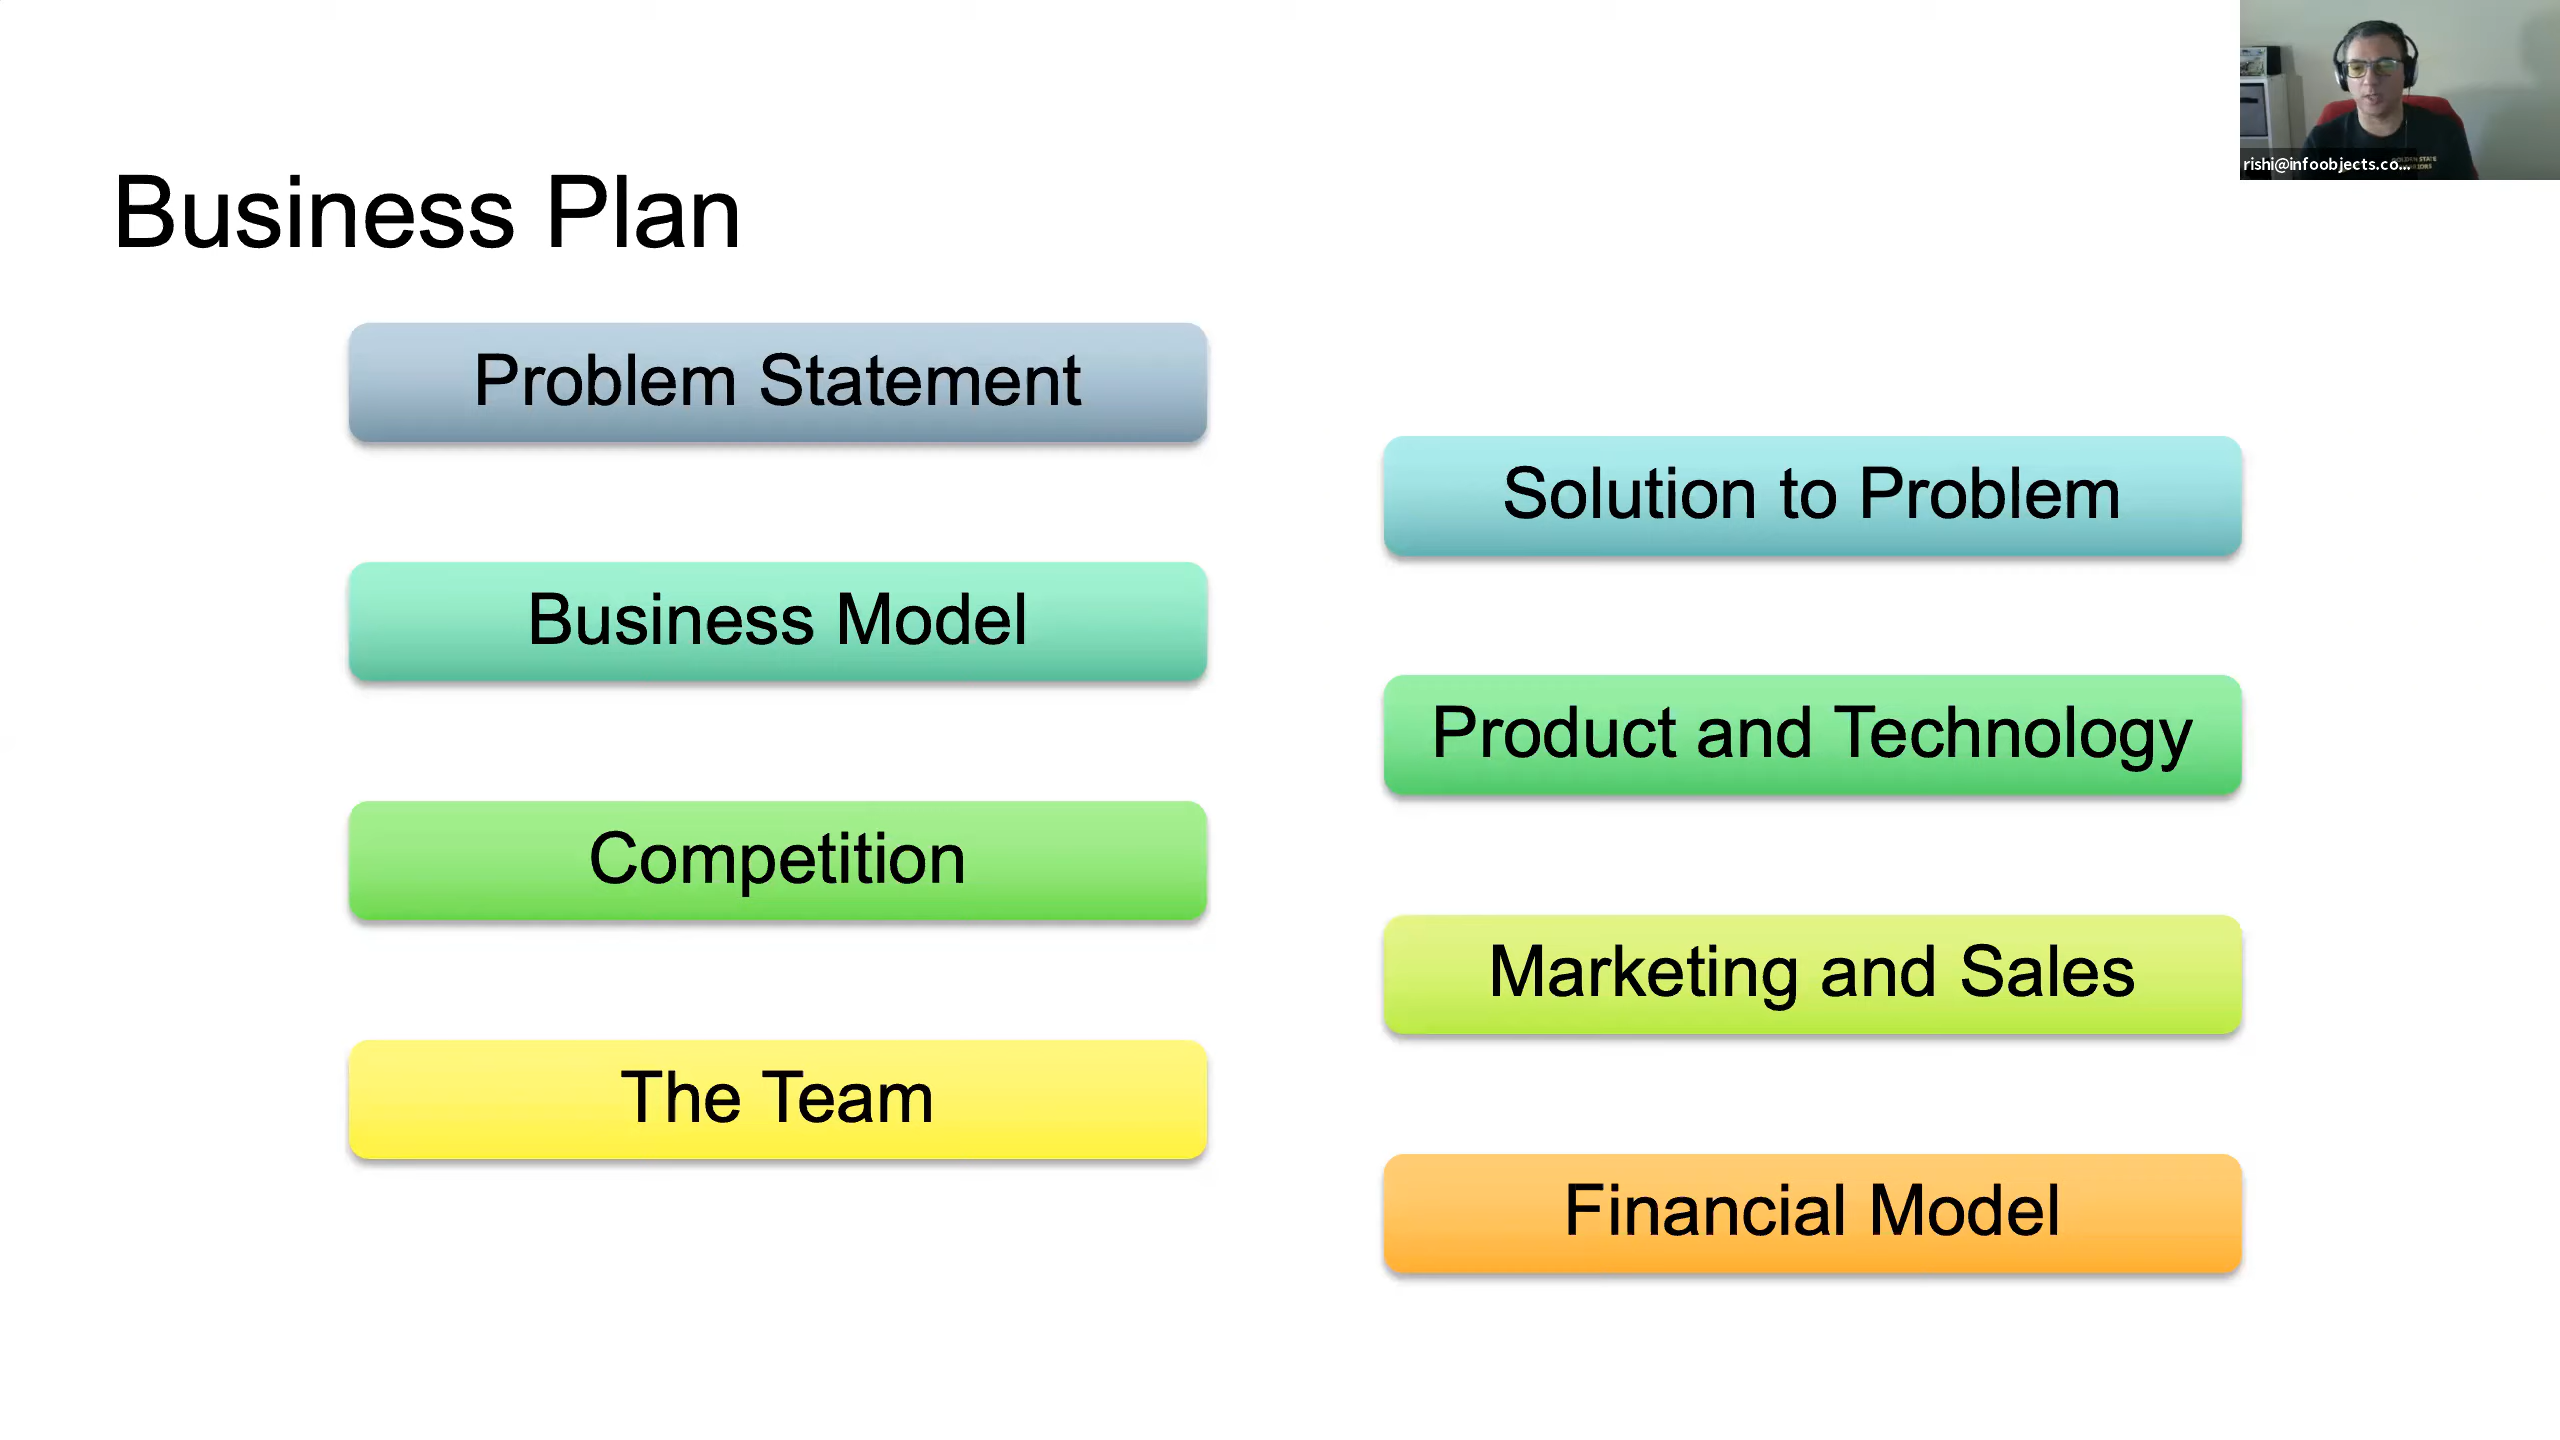 Business Plan
rishi@infoobjects.co...
Problem Statement
Solution to Problem
Business Model
Product and Technology
Competition
Marketing and Sales
The Team
Financial Model